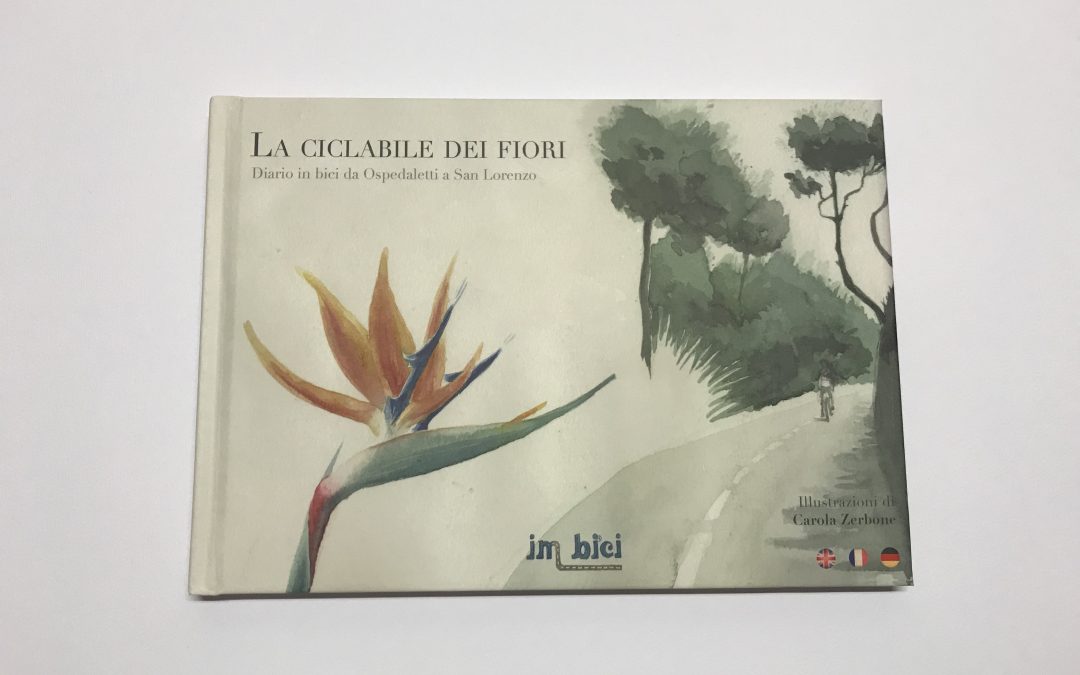 La ciclabile dei fiori
Diario in bici da Ospedaletti a San Lorenzo
in bici
Illustrazioni di
Carola Zerbone